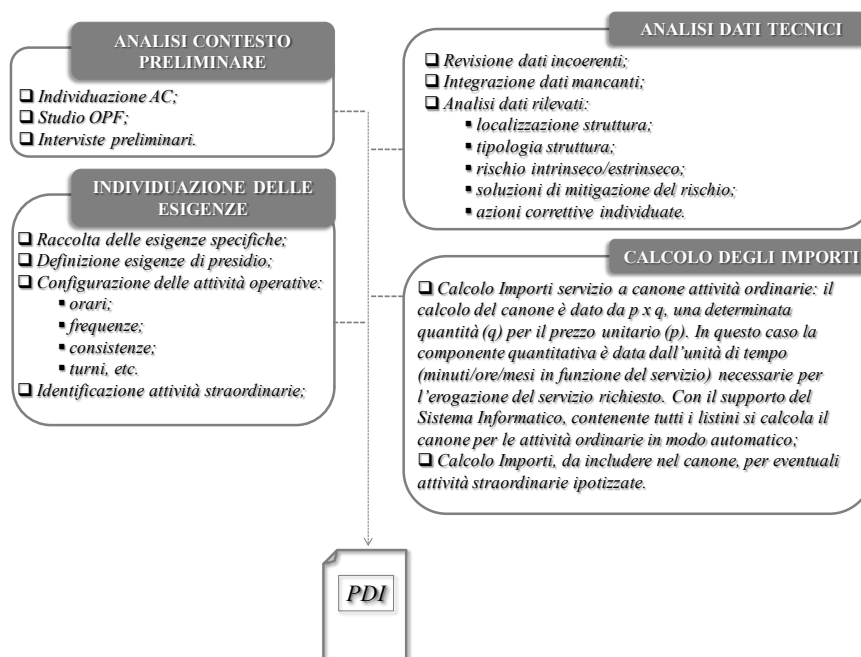 ANALISI CONTESTO
PRELIMINARE
❑ Individuazione AC;
❑ Studio OPF;
❑ Interviste preliminari.
INDIVIDUAZIONE DELLE
ESIGENZE
❑ Raccolta delle esigenze specifiche;
❑ Definizione esigenze di presidio;
❑ Configurazione delle attività operative:
▪ orari;
▪ frequenze;
▪ consistenze;
▪ turni, etc.
❑ Identificazione attività straordinarie;
ANALISI DATI TECNICI
❑ Revisione dati incoerenti;
❑ Integrazione dati mancanti;
❑ Analisi dati rilevati:
▪ localizzazione struttura;
▪ tipologia struttura;
▪ rischio intrinseco/estrinseco;
▪ soluzioni di mitigazione del rischio;
▪ azioni correttive individuate.
CALCOLO DEGLI IMPORTI
❑ Calcolo Importi servizio a canone attività ordinarie: il
calcolo del canone è dato da p x q, una determinata
quantità (q) per il prezzo unitario (p). In questo caso la
componente quantitativa è data dall'unità di tempo
(minuti/ore/mesi in funzione del servizio) necessarie per
l'erogazione del servizio richiesto. Con il supporto del
Sistema Informatico, contenente tutti i listini si calcola il
canone per le attività ordinarie in modo automatico;
❑ Calcolo Importi, da includere nel canone, per eventuali
attività straordinarie ipotizzate.
PDI